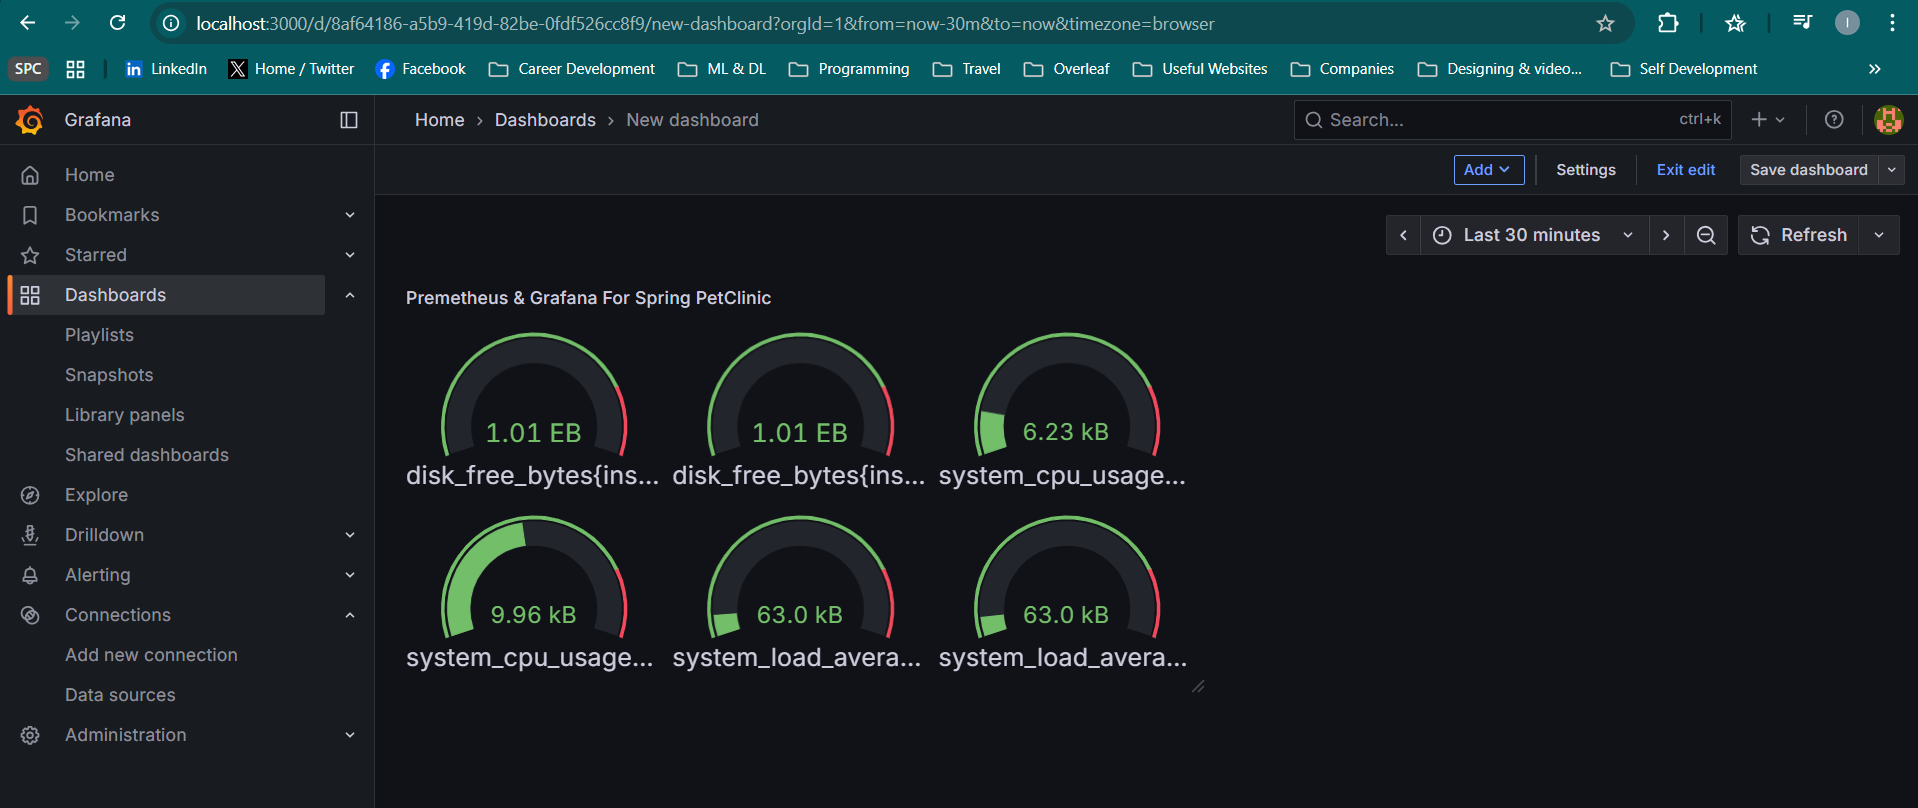 localhost:3000/d/8af64186-a5b9-419d-82be-0fdf526cc8f9/new-dashboard?orgId=1&from=now-30m&to=now&timezone=browser
I
SPC
LinkedIn
Home / Twitter
Facebook
Career Development
ML & DL
Programming
Travel
Overleaf
Useful Websites
Companies
Designing & video...
Self Development
Grafana
Home › Dashboards › New dashboard
Search...
ctrl+k
Add
Settings
Exit edit
Save dashboard
Home
Bookmarks
Starred
Dashboards
Playlists
Snapshots
Library panels
Shared dashboards
Explore
Drilldown
Alerting
Connections
Add new connection
Data sources
Administration
Last 30 minutes
Refresh
Premetheus & Grafana For Spring PetClinic
1.01 EB
disk_free_bytes{ins...
1.01 EB
disk_free_bytes{ins...
6.23 kB
system_cpu_usage...
9.96 kB
system_cpu_usage...
63.0 kB
system_load_avera...
63.0 kB
system_load_avera...